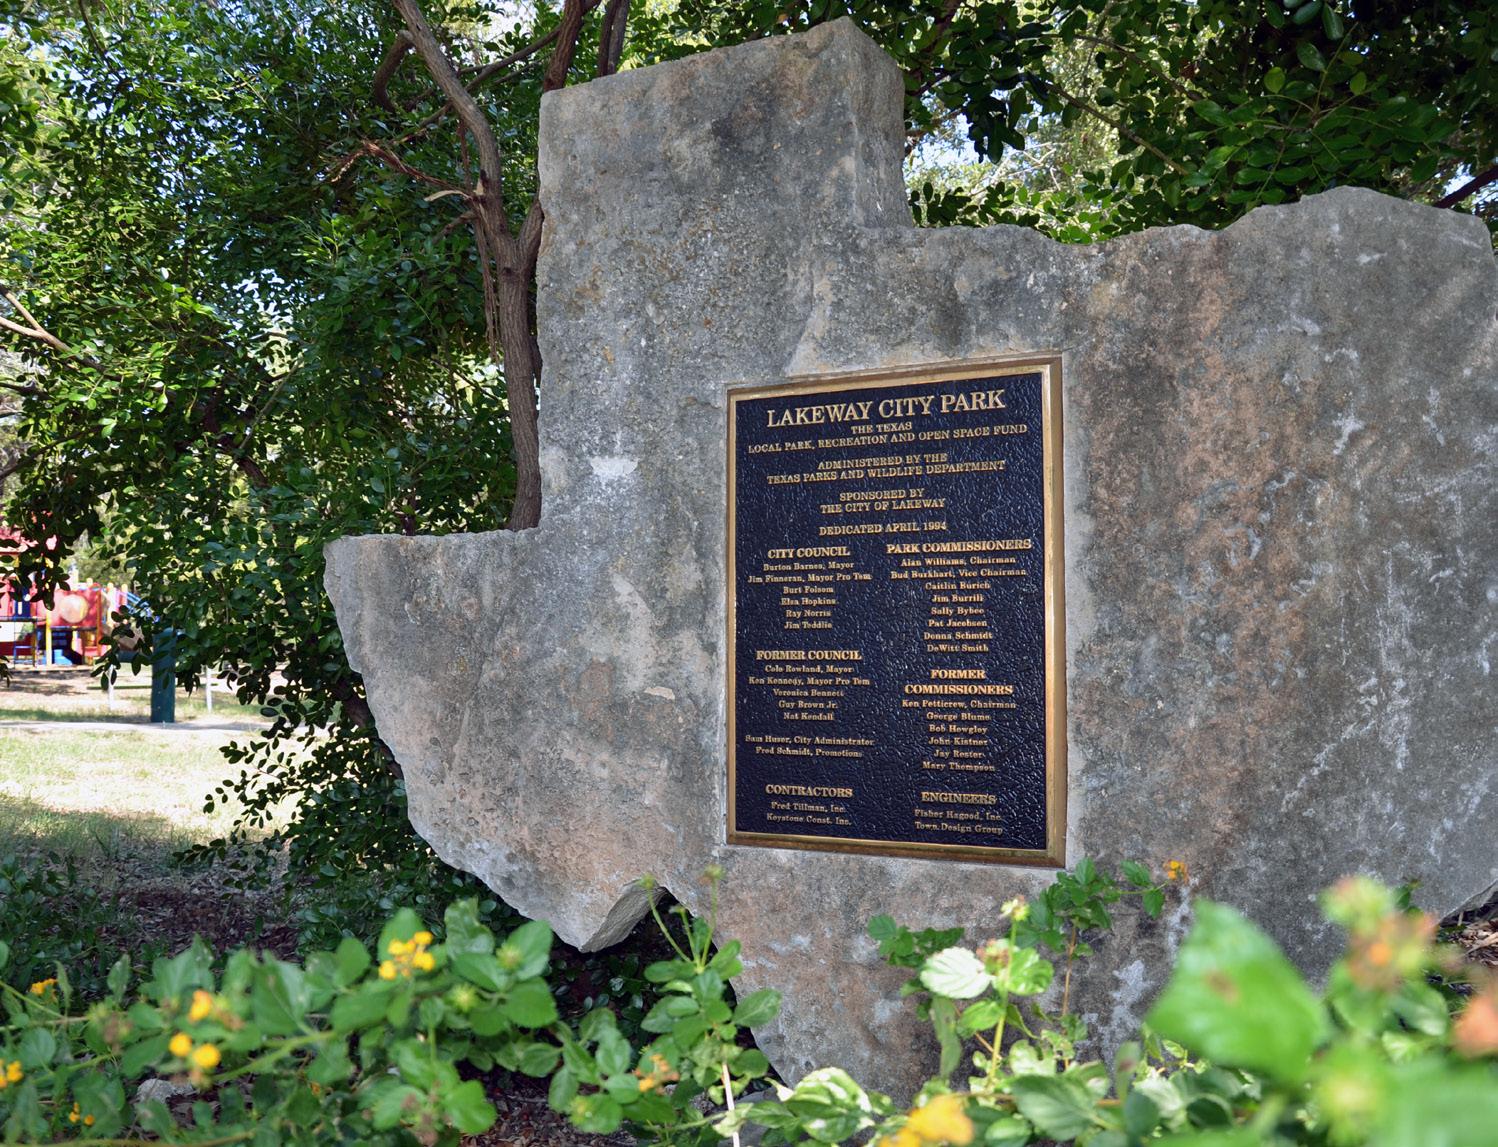 LAKEWAY CITY PARK
THE TEXAS
LOCAL PARK, RECREATION AND OPEN SPACE FUND
ADMINISTERED BY THE
TEXAS PARKS AND WILDLIFE DEPARTMENT
SPONSORED BY
THE CITY OF LAKEWAY
DEDICATED APRIL 1994
CITY COUNCIL
Burton Barnes, Mayor
Jim Finneran, Mayor Pro Tem
Burt Folsom
Elsa Hopkins
Ray Norris
Jim Teddlie
FORMER COUNCIL
Cole Rowland, Mayor
Ken Kennegy, Mayor Pro Tem
Veronica Bennett
Guy Brown Jr.
Nat Kendall
Sam Huser, City Administrater
Fred Schmidt, Promotions
CONTRACTORS
Fred Tillman, Inc
Keystone Const. Inc.
PARK COMMISSIONERS
Alan Williams, Chairman
Bud Burkhart, Vice Chairman
Caitlin Burich
Jim Burrill
Sally Bybee
Pat Jacobsen
Donna Schmidt
DeWitt Smith
FORMER
COMMISSIONERS
Ken Petticrew, Chairman
George Blume
Bob Howgley
John Kistner
Jay Rester
Mary Thompson
ENGINEERS
Fisher Hagood, Inc.
Town Design Group